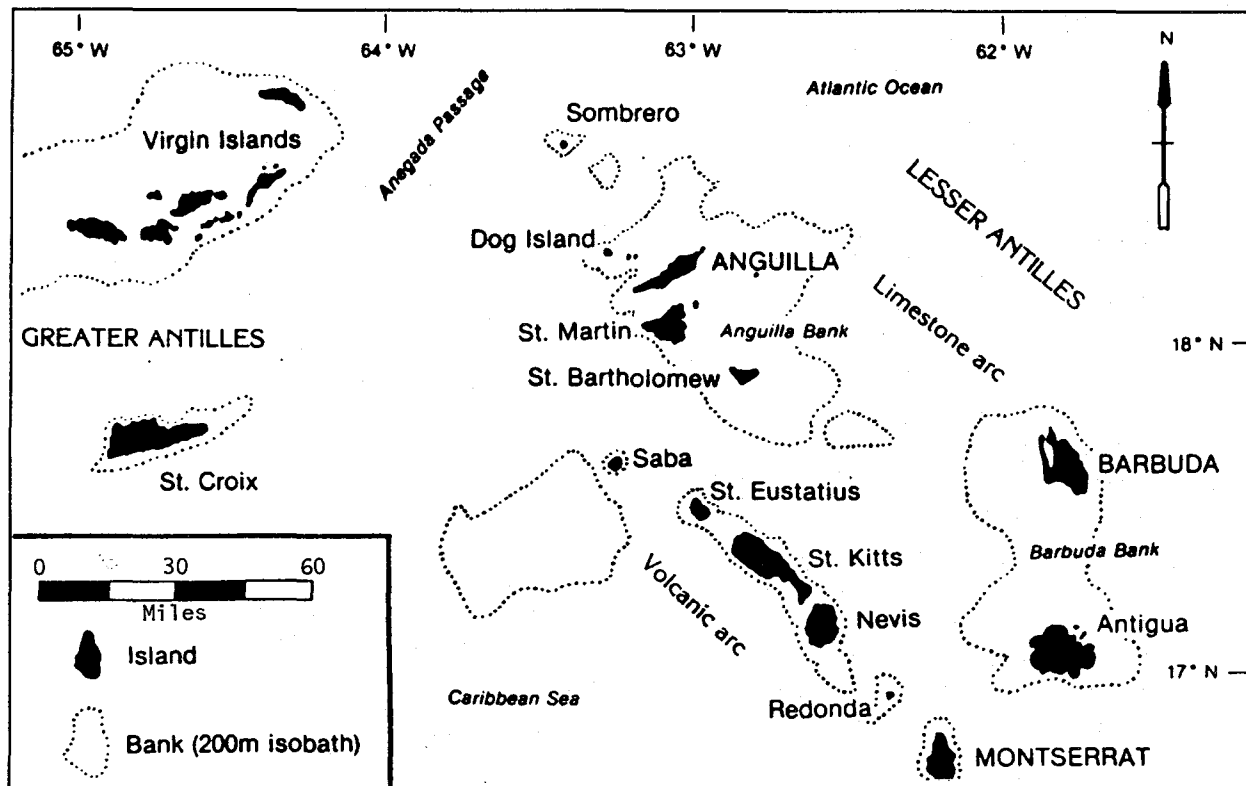 65° W
64° W
63° W
62° W
N
Atlantic Ocean
Sombrero
Anegada Passage
Virgin Islands
LESSER ANTILLES
Dog Island
ANGUILLA
Limestone arc
St. Martin
Anguilla Bank
GREATER ANTILLES
18° N
St. Bartholomew
Saba
BARBUDA
St. Croix
St. Eustatius
Barbuda Bank
St. Kitts
0 30 60
Miles
Volcanic arc
Nevis
Antigua
Island
17° N
Caribbean Sea
Redonda
Bank (200m isobath)
MONTSERRAT